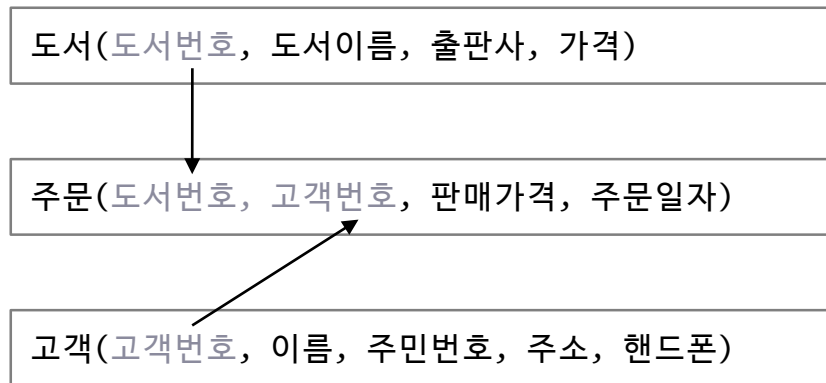 도서(도서번호, 도서이름, 출판사, 가격)
주문(도서번호, 고객번호, 판매가격, 주문일자)
고객(고객번호, 이름, 주민번호, 주소, 핸드폰)